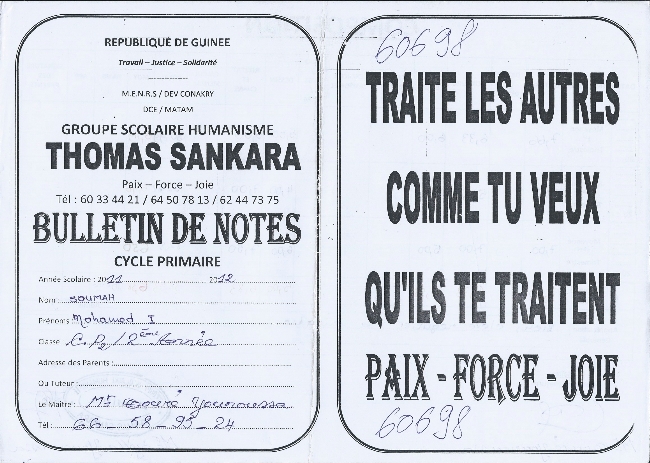 REPUBLIQUE DE GUINEE
Travail – Justice – Solidarité
M.E.N.R.S / DEV CONAKRY
DCE / MATAM
GROUPE SCOLAIRE HUMANISME
THOMAS SANKARA
Paix – Force – Joie
Tél : 60 33 44 21 / 64 50 78 13 / 62 44 73 75
BULLETIN DE NOTES
CYCLE PRIMAIRE
Année Scolaire : 2011 2012
Nom : SOUMAH
Prénoms : Mohamed I
Classe C.P2 / 2ème Année
Adresse des Parents :
Ou Tuteur :
Le Maitre : Mr Younoussa
Tél : 66 _ 58 _ 95 _ 24
60698
TRAITE LES AUTRES
COMME TU VEUX
QU'ILS TE TRAITENT
PAIX - FORCE - JOIE
60698